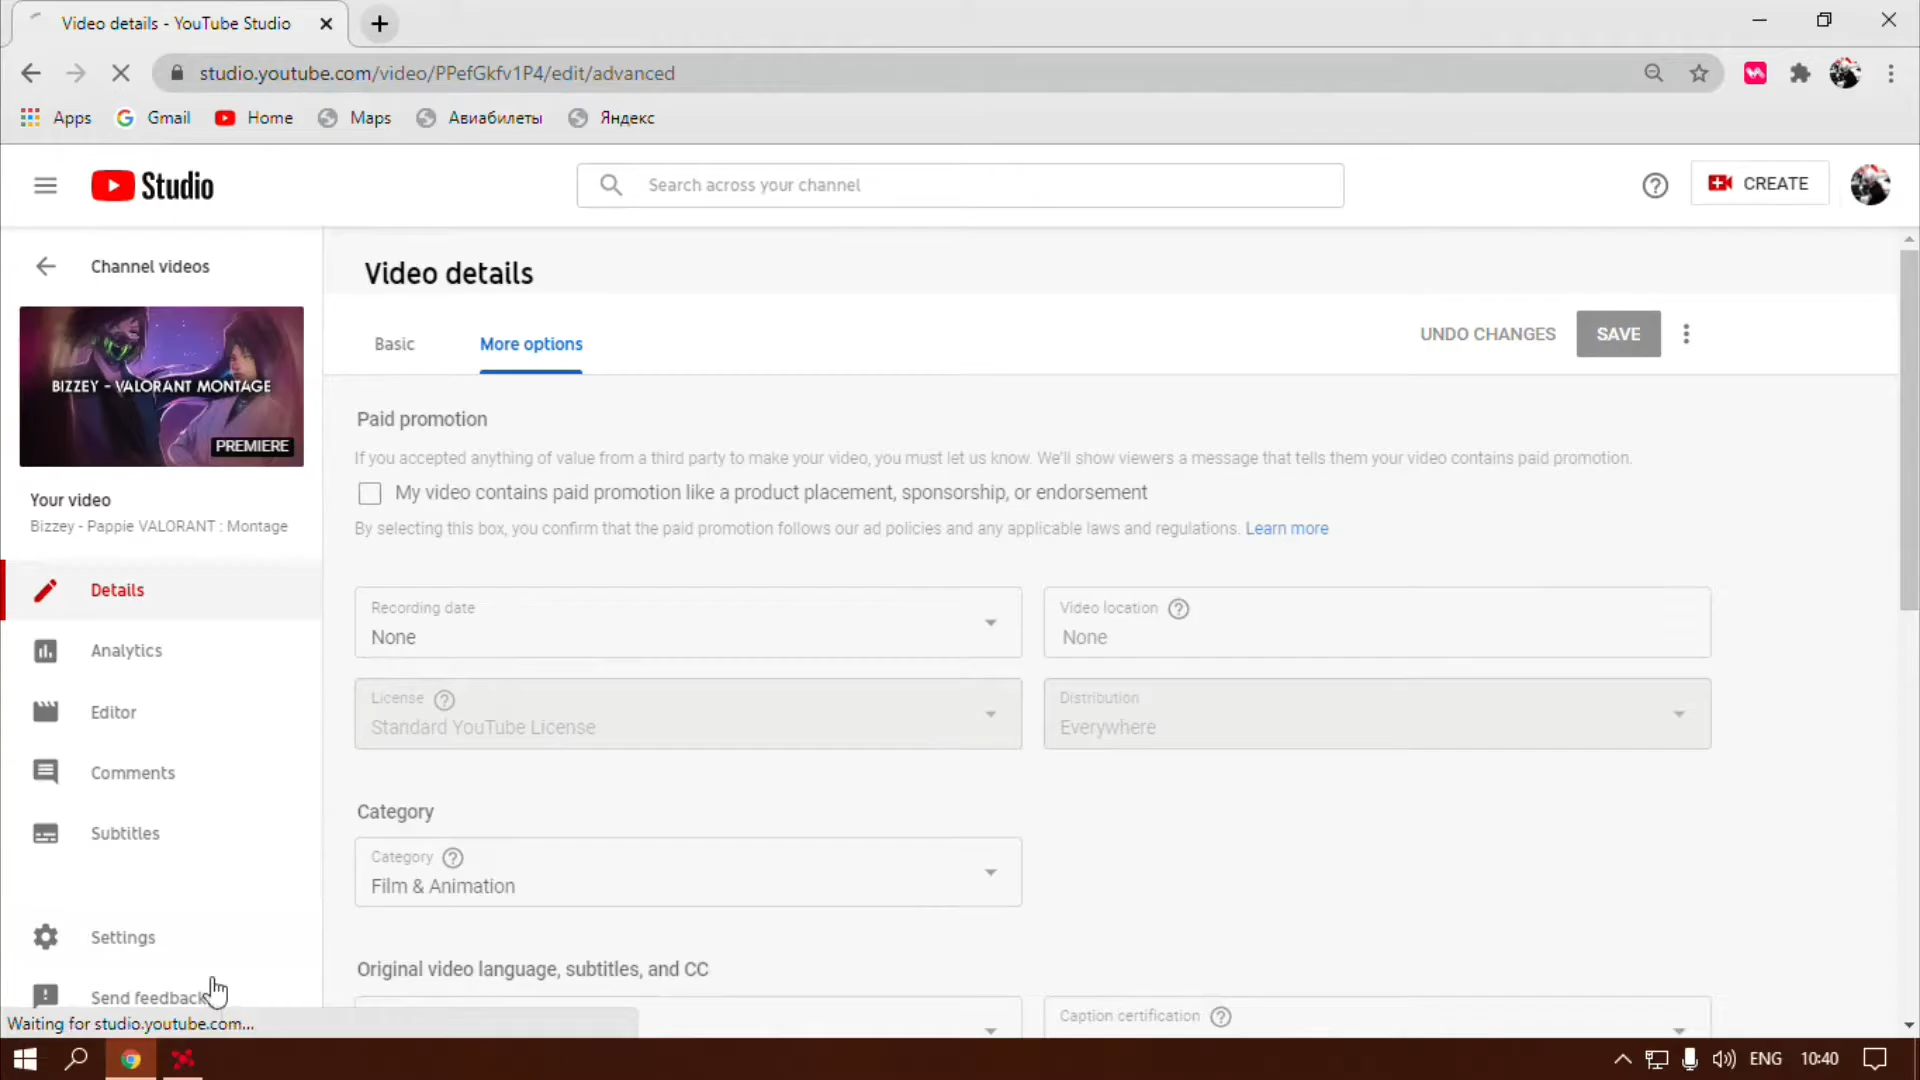 Video details - YouTube Studio
studio.youtube.com/video/PPefGkfv1P4/edit/advanced
Apps Gmail Home Maps Авиабилеты Яндекс
Studio
Search across your channel
CREATE
Channel videos
BIZZEY - VALORANT MONTAGE
PREMIERE
Your video
Bizzey - Pappie VALORANT : Montage
Details
Analytics
Editor
Comments
Subtitles
Settings
Send feedback
Waiting for studio.youtube.com...
Video details
Basic More options
UNDO CHANGES SAVE
Paid promotion
If you accepted anything of value from a third party to make your video, you must let us know. We'll show viewers a message that tells them your video contains paid promotion.
My video contains paid promotion like a product placement, sponsorship, or endorsement
By selecting this box, you confirm that the paid promotion follows our ad policies and any applicable laws and regulations. Learn more
Recording date
None
Video location
None
License
Standard YouTube License
Distribution
Everywhere
Category
Category
Film & Animation
Original video language, subtitles, and CC
Caption certification
ENG 10:40